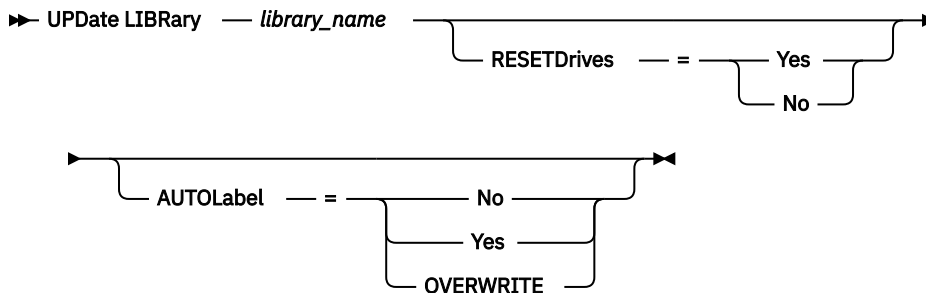 UPDate LIBRary library_name
RESETDrives = Yes
No
AUTOLabel = No
Yes
OVERWRITE